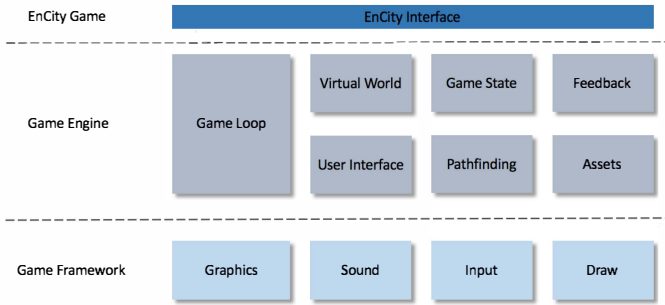 EnCity Game
EnCity Interface
Game Engine
Game Loop
Virtual World
Game State
Feedback
User Interface
Pathfinding
Assets
Game Framework
Graphics
Sound
Input
Draw